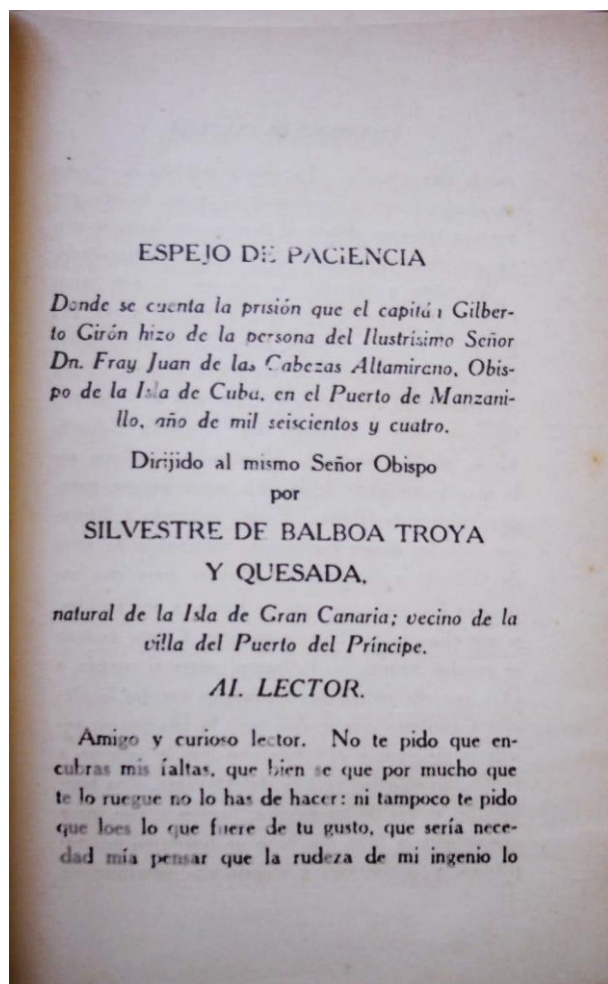 ESPEJO DE PACIENCIA
Donde se cuenta la prisión que el capitán Gilber-
to Girón hizo de la persona del Ilustrísimo Señor
Dn. Fray Juan de las Cabezas Altamirano, Obis-
po de la Isla de Cuba, en el Puerto de Manzani-
llo, año de mil seiscientos y cuatro.
Dirijido al mismo Señor Obispo
por
SILVESTRE DE BALBOA TROYA
Y QUESADA,
natural de la Isla de Gran Canaria; vecino de la
villa del Puerto del Príncipe.
AL LECTOR.
Amigo y curioso lector. No te pido que en-
cubras mis faltas, que bien se que por mucho que
te lo ruegue no lo has de hacer: ni tampoco te pido
que loes lo que fuere de tu gusto, que sería nece-
dad mía pensar que la rudeza de mi ingenio lo